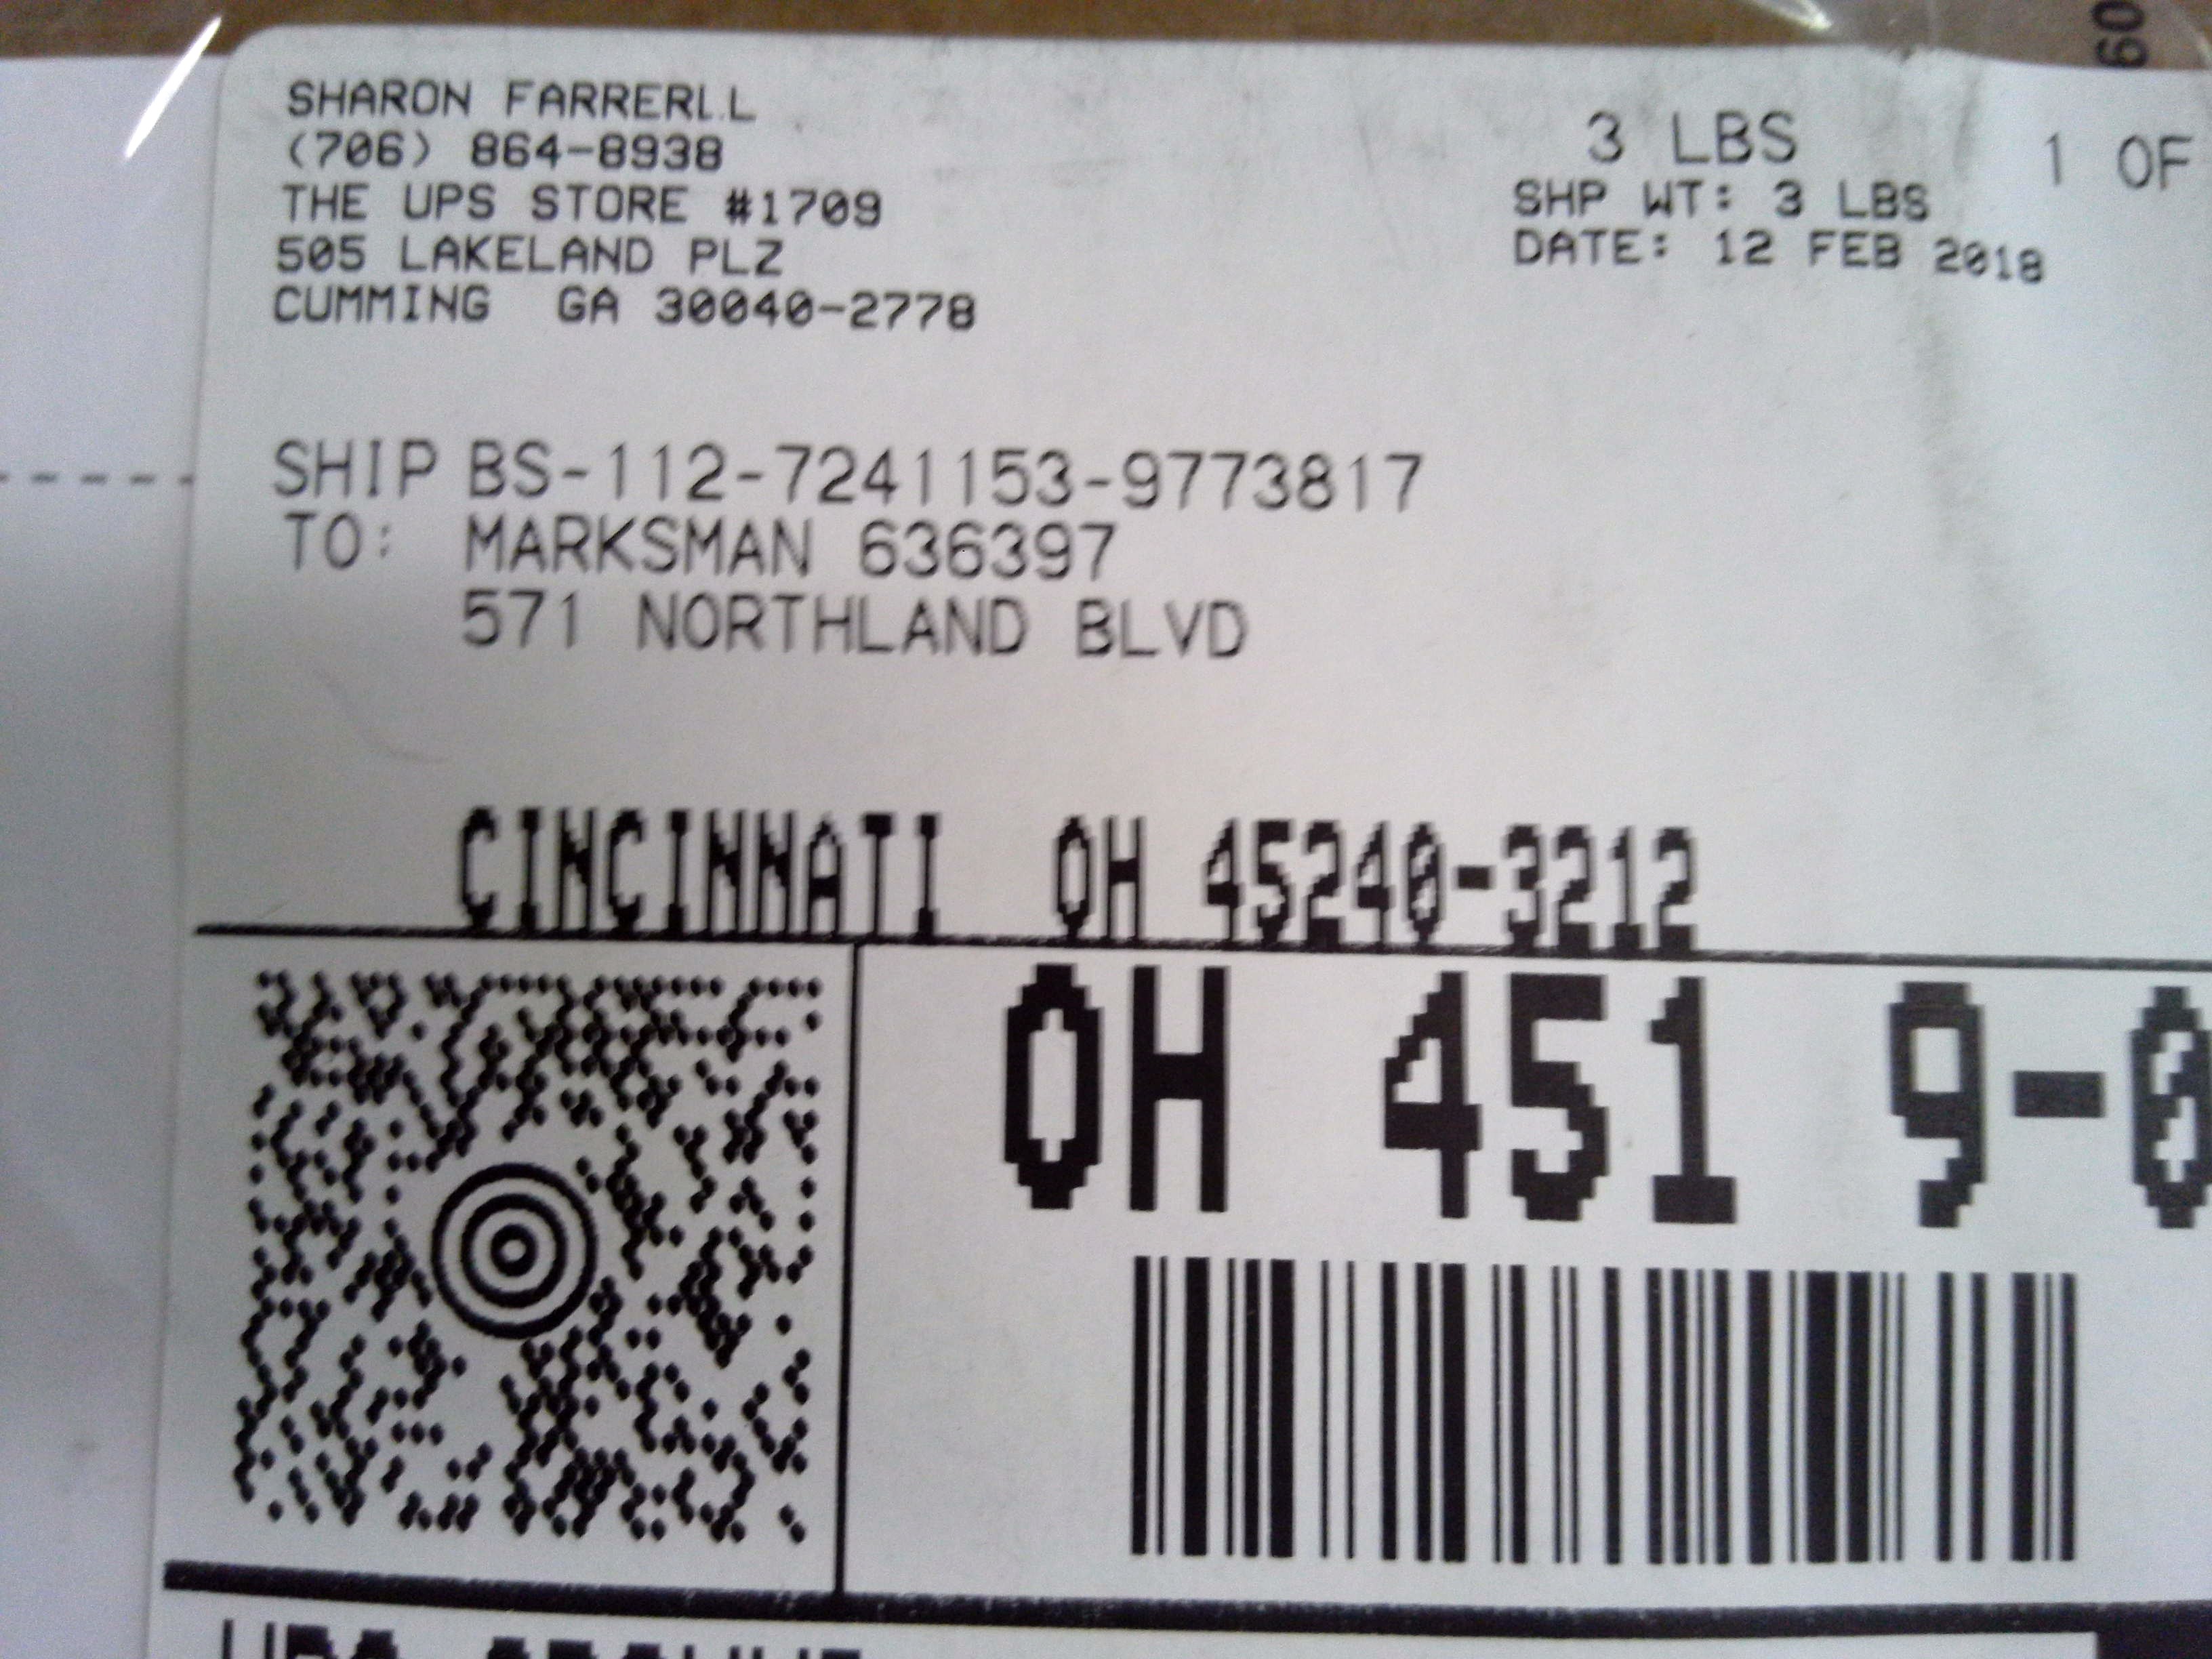 SHARON FARRERLL
(706) 864-8938
THE UPS STORE #1709
505 LAKELAND PLZ
CUMMING GA 30040-2778
3 LBS
1 OF
SHP WT: 3 LBS
DATE: 12 FEB 2018
SHIP TO: BS-112-7241153-9773817
MARKSMAN 636397
571 NORTHLAND BLVD
CINCINNATI OH 45240-3212
OH 451 9-0